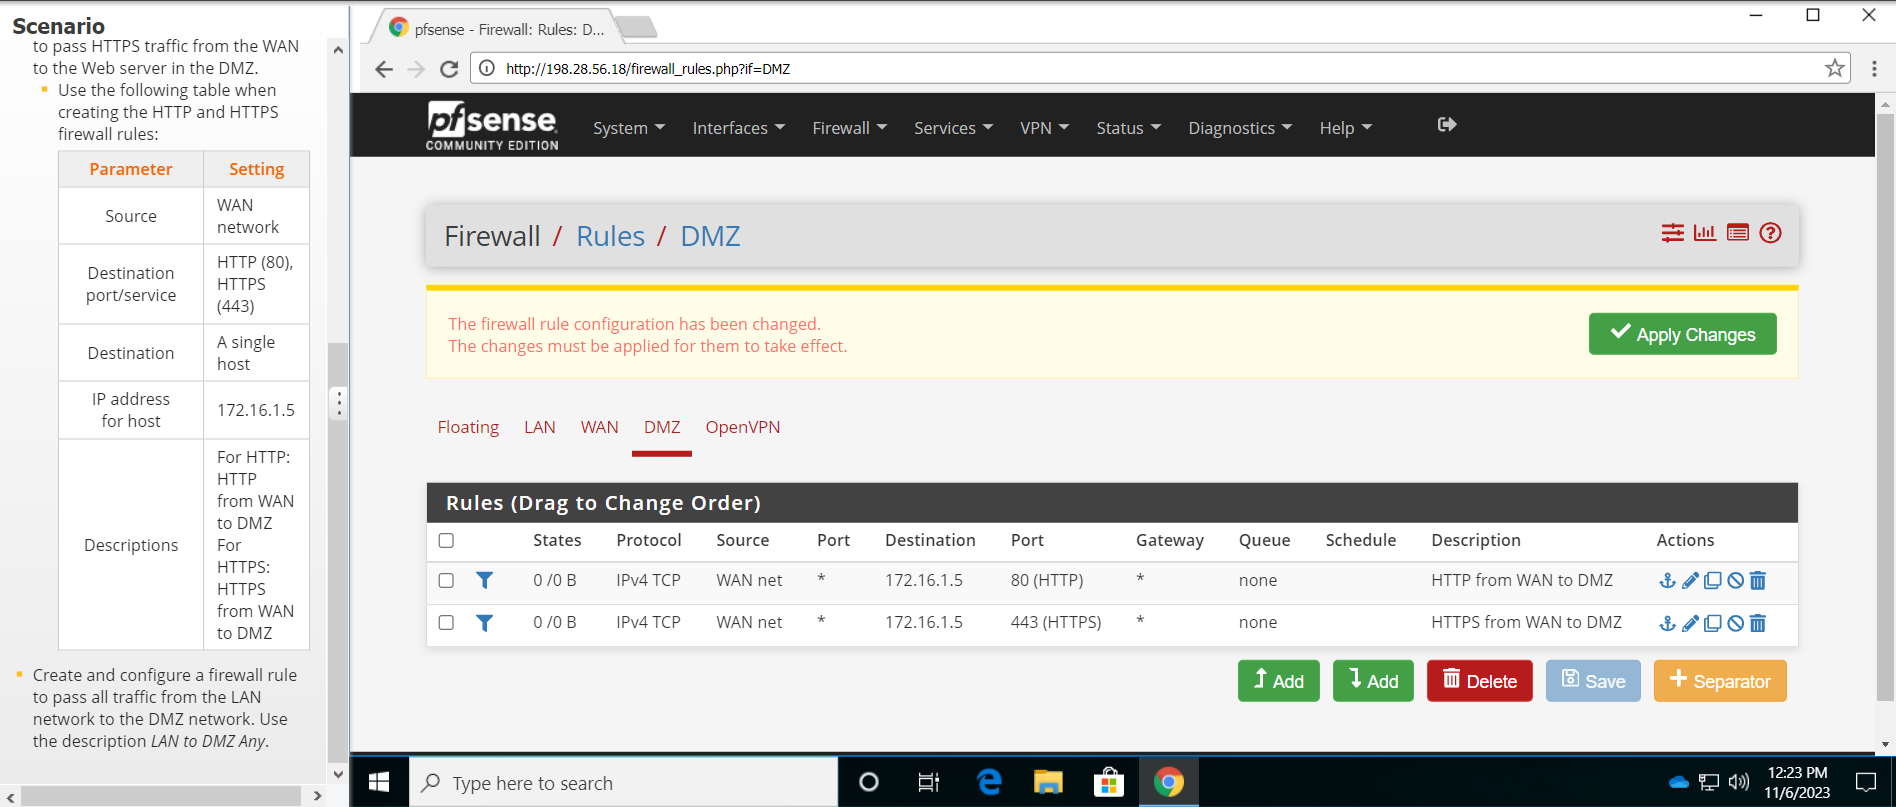 Scenario
to pass HTTPS traffic from the WAN
to the Web server in the DMZ.
Use the following table when
creating the HTTP and HTTPS
firewall rules:
Parameter Setting
Source WAN
network
Destination
port/service HTTP (80),
HTTPS
(443)
Destination A single
host
IP address
for host 172.16.1.5
Descriptions For HTTP:
HTTP
from WAN
to DMZ
For
HTTPS:
HTTPS
from WAN
to DMZ
Create and configure a firewall rule
to pass all traffic from the LAN
network to the DMZ network. Use
the description LAN to DMZ Any.
pfsense - Firewall: Rules: D...
http://198.28.56.18/firewall_rules.php?if=DMZ
pfsense
COMMUNITY EDITION
System Interfaces Firewall Services VPN Status Diagnostics Help
Firewall / Rules / DMZ
The firewall rule configuration has been changed.
The changes must be applied for them to take effect.
Apply Changes
Floating LAN WAN DMZ OpenVPN
Rules (Drag to Change Order)
States Protocol Source Port Destination Port Gateway Queue Schedule Description Actions
0 /0 B IPv4 TCP WAN net * 172.16.1.5 80 (HTTP) * none HTTP from WAN to DMZ
0 /0 B IPv4 TCP WAN net * 172.16.1.5 443 (HTTPS) * none HTTPS from WAN to DMZ
Add Add Delete Save Separator
Type here to search
12:23 PM
11/6/2023